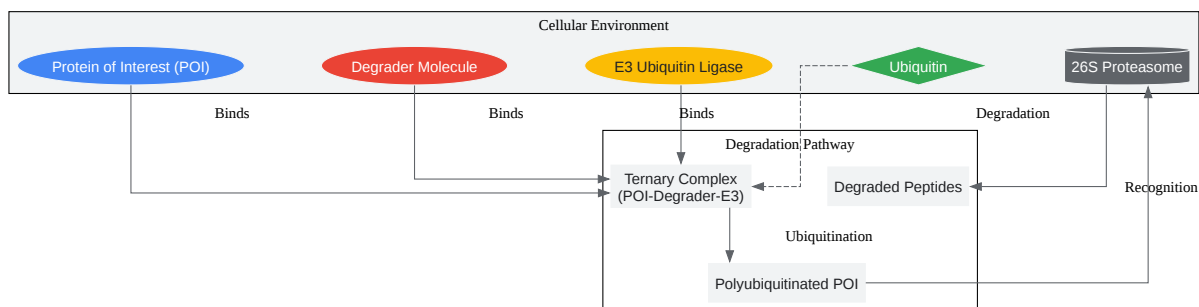 Cellular Environment
Protein of Interest (POI)
Degrader Molecule
E3 Ubiquitin Ligase
Ubiquitin
26S Proteasome
Binds
Binds
Binds
Degradation
Degradation Pathway
Ternary Complex
(POI-Degrader-E3)
Degraded Peptides
Recognition
Ubiquitination
Polyubiquitinated POI